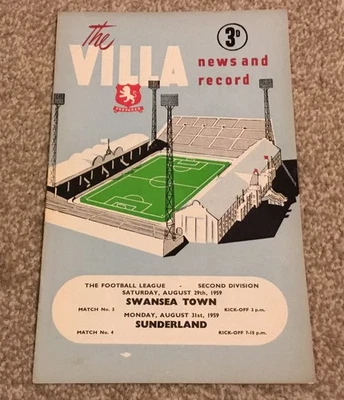 The
VILLA
3D
news and
record
THE FOOTBALL LEAGUE - SECOND DIVISION
SATURDAY, AUGUST 29th, 1959
SWANSEA TOWN
MATCH No. 3 KICK-OFF 3 p.m.
MONDAY, AUGUST 31st, 1959
SUNDERLAND
MATCH No. 4 KICK-OFF 7-15 p.m.